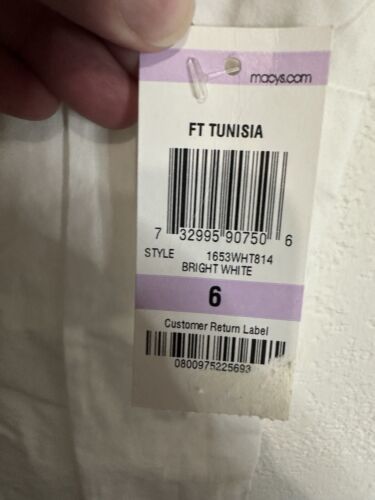 macys.com
FT TUNISIA
7 32995 90750 6
STYLE 1653WHT814
BRIGHT WHITE
6
Customer Return Label
0800975225693